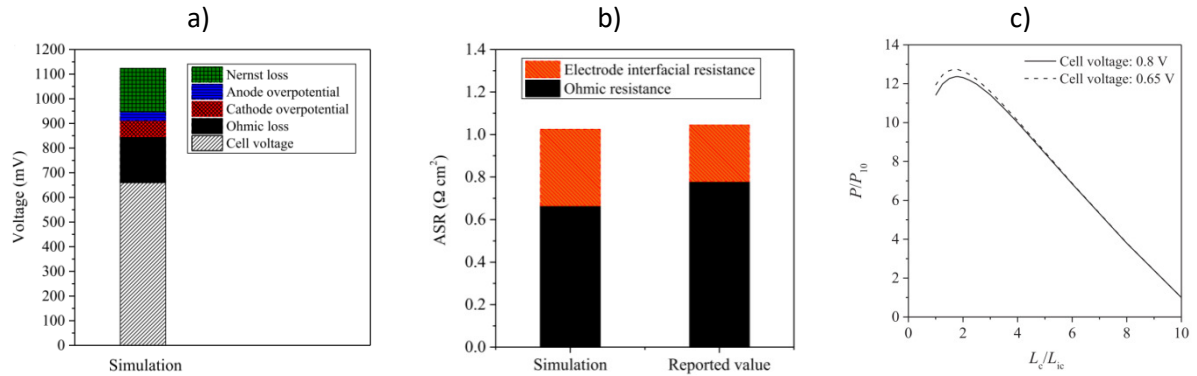 a)
1200
1100
1000
900
800
700
600
500
400
300
200
100
0
Voltage (mV)
Nernst loss
Anode overpotential
Cathode overpotential
Ohmic loss
Cell voltage
Simulation
b)
1.4
1.2
1.0
0.8
0.6
0.4
0.2
0.0
ASR (Ω cm²)
Electrode interfacial resistance
Ohmic resistance
Simulation Reported value
c)
14
12
10
8
6
4
2
0
P/P₁₀
Cell voltage: 0.8 V
Cell voltage: 0.65 V
0 2 4 6 8 10
Lc/Lic